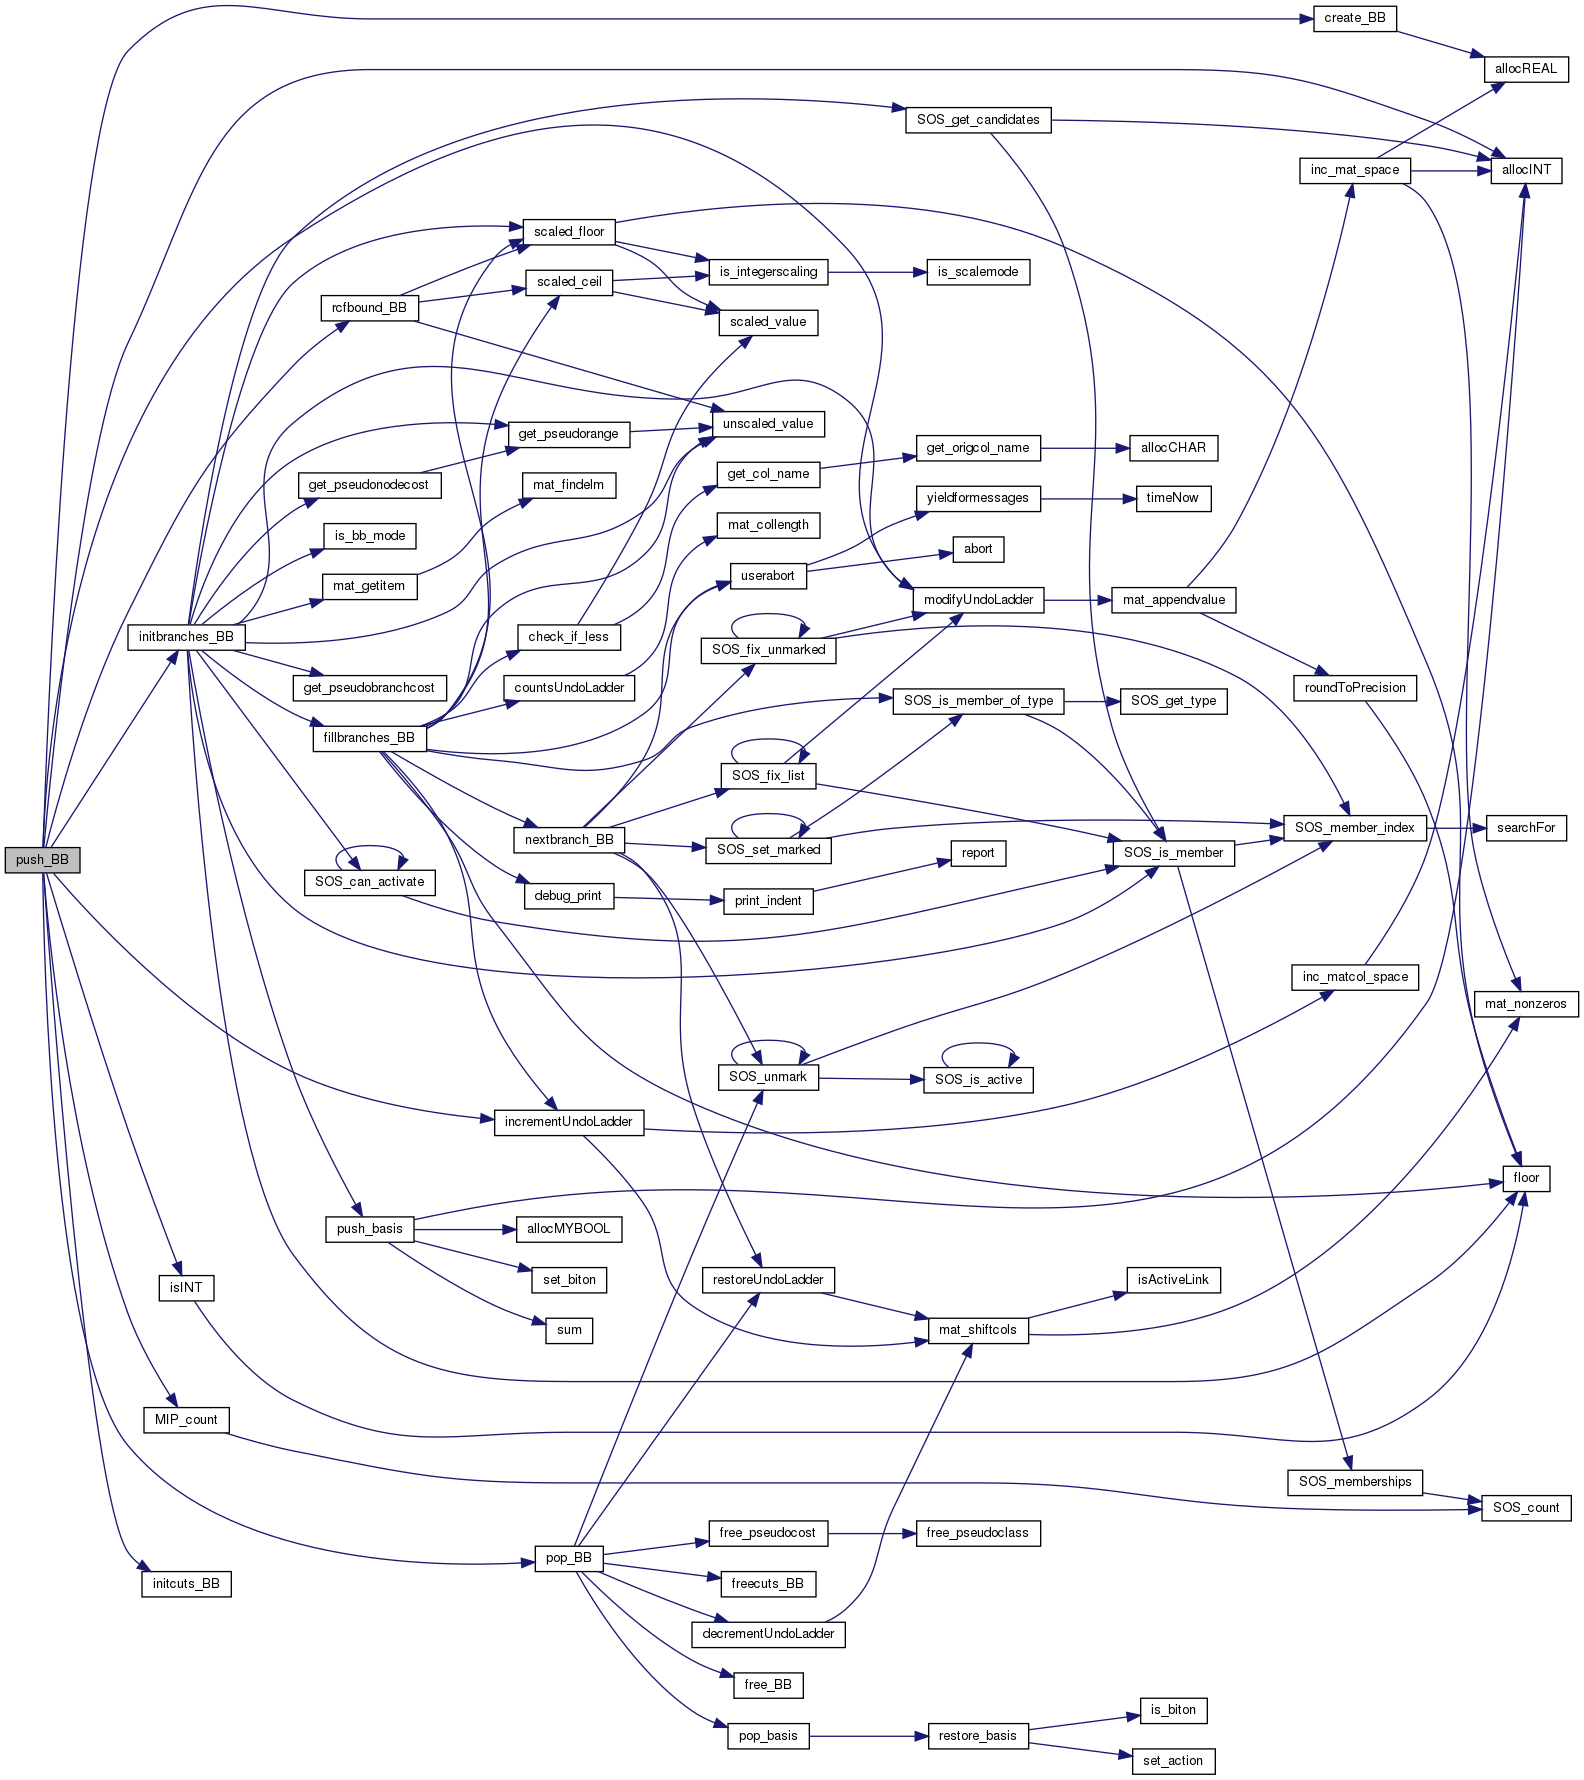 create_BB
allocREAL
SOS_get_candidates
inc_mat_space
allocINT
scaled_floor
is_integerscaling
is_scalemode
scaled_ceil
rcfbound_BB
scaled_value
unscaled_value
get_pseudorange
get_origcol_name
allocCHAR
get_col_name
get_pseudonodecost
mat_findelm
yieldformessages
timeNow
mat_collength
is_bb_mode
abort
userabort
mat_getitem
modifyUndoLadder
mat_appendvalue
initbranches_BB
check_if_less
SOS_fix_unmarked
get_pseudobranchcost
countsUndoLadder
roundToPrecision
SOS_is_member_of_type
SOS_get_type
fillbranches_BB
SOS_fix_list
SOS_member_index
searchFor
nextbranch_BB
SOS_set_marked
report
SOS_is_member
push_BB
SOS_can_activate
debug_print
print_indent
inc_matcol_space
mat_nonzeros
SOS_unmark
SOS_is_active
incrementUndoLadder
floor
push_basis
allocMYBOOL
set_biton
restoreUndoLadder
isActiveLink
isINT
sum
mat_shiftcols
MIP_count
SOS_memberships
SOS_count
free_pseudocost
free_pseudoclass
pop_BB
initcuts_BB
freecuts_BB
decrementUndoLadder
free_BB
is_biton
pop_basis
restore_basis
set_action